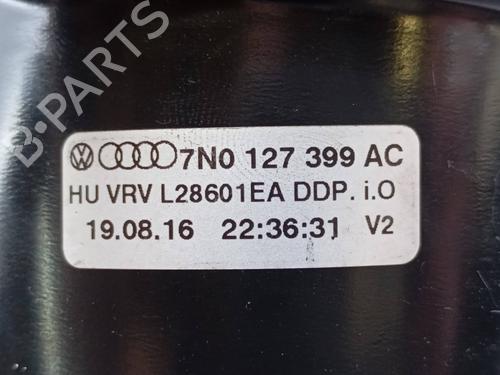 B-PARTS
7N0 127 399 AC
HU VRV L28601EA DDP. i.O
19.08.16 22:36:31 V2